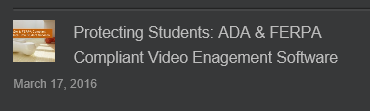 Protecting Students: ADA & FERPA
Compliant Video Enagement Software
March 17, 2016